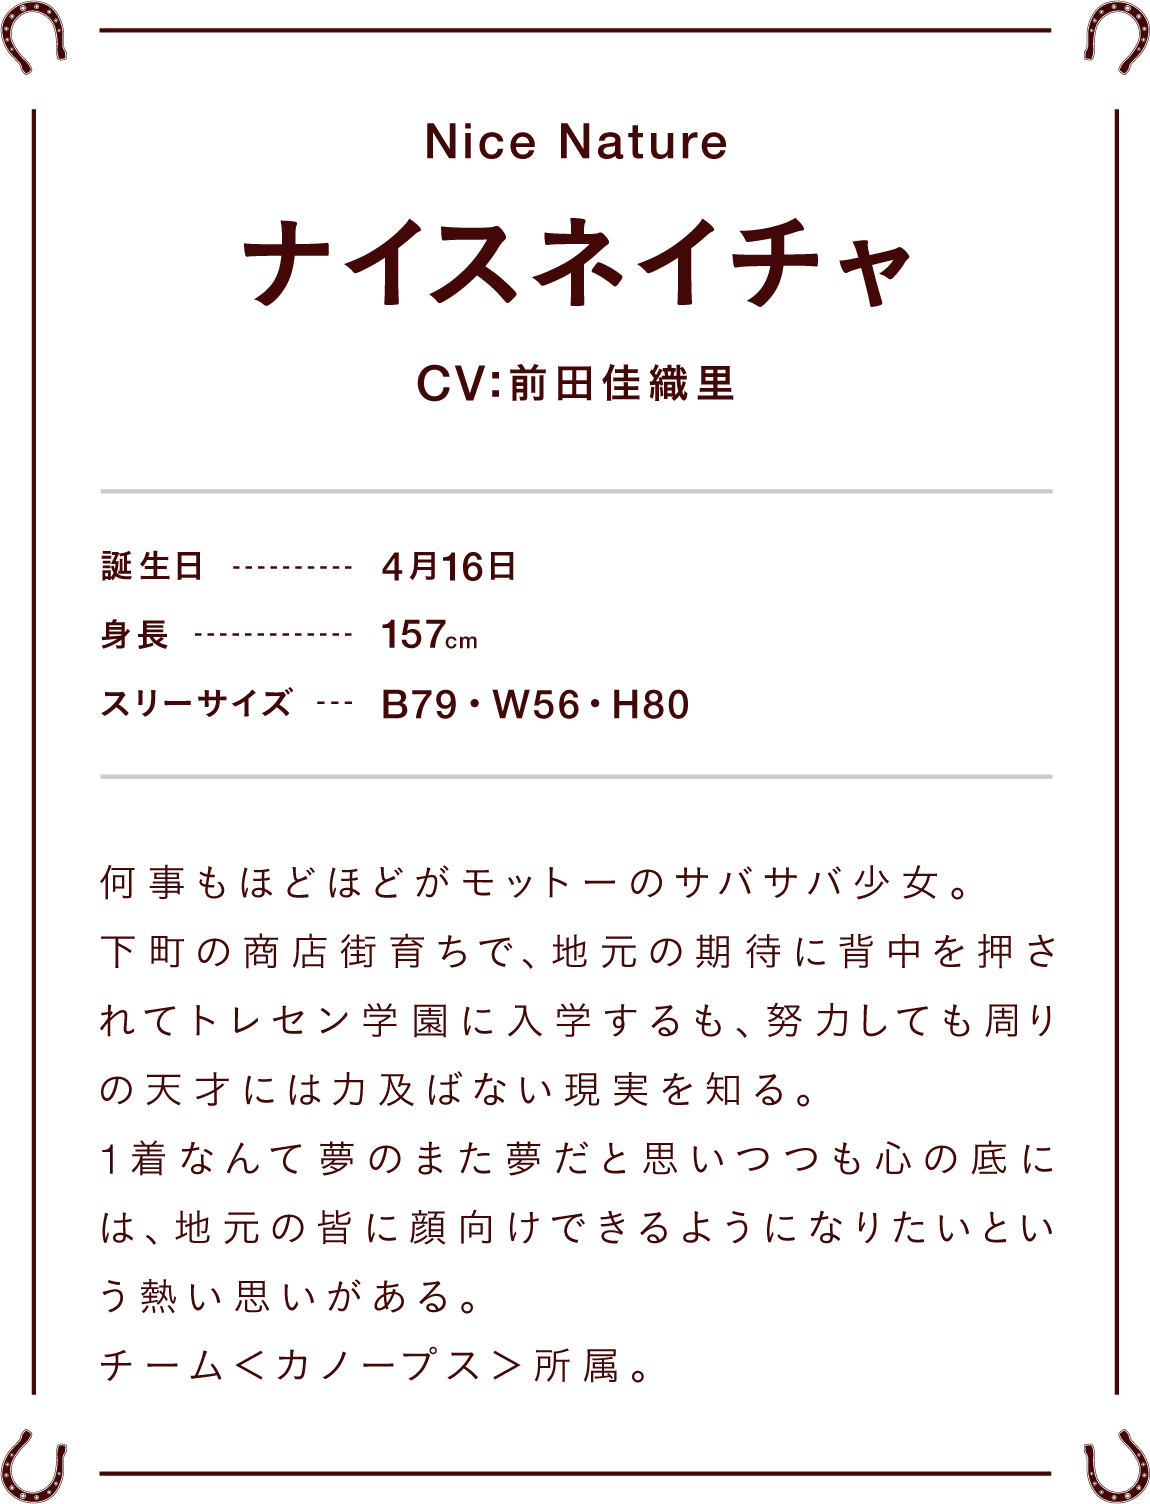 Nice Nature
ナイスネイチャ
CV:前田佳織里
誕生日 ---------- 4月16日
身長 ------------- 157cm
スリーサイズ --- B79・W56・H80
何事もほどほどがモットーのサバサバ少女。
下町の商店街育ちで、地元の期待に背中を押さ
れてトレセン学園に入学するも、努力しても周り
の天才には力及ばない現実を知る。
1着なんて夢のまた夢だと思いつつも心の底に
は、地元の皆に顔向けできるようになりたいとい
う熱い思いがある。
チーム＜カノープス＞所属。